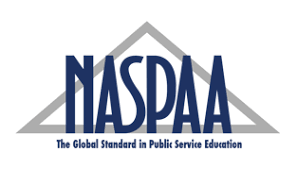 NASPAA
The Global Standard in Public Service Education